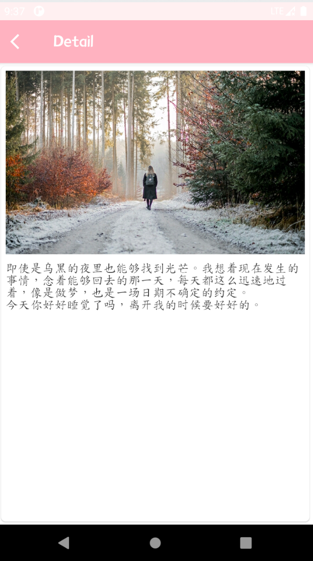 9:27
LTE
Detail
即使是乌黑的夜里也能够找到光芒。我想着现在发生的
事情，念着能够回去的那一天，每天都这么迅速地过
着，像是做梦，也是一场日期不确定的约定。
今天你好好睡觉了吗，离开我的时候要好好的。